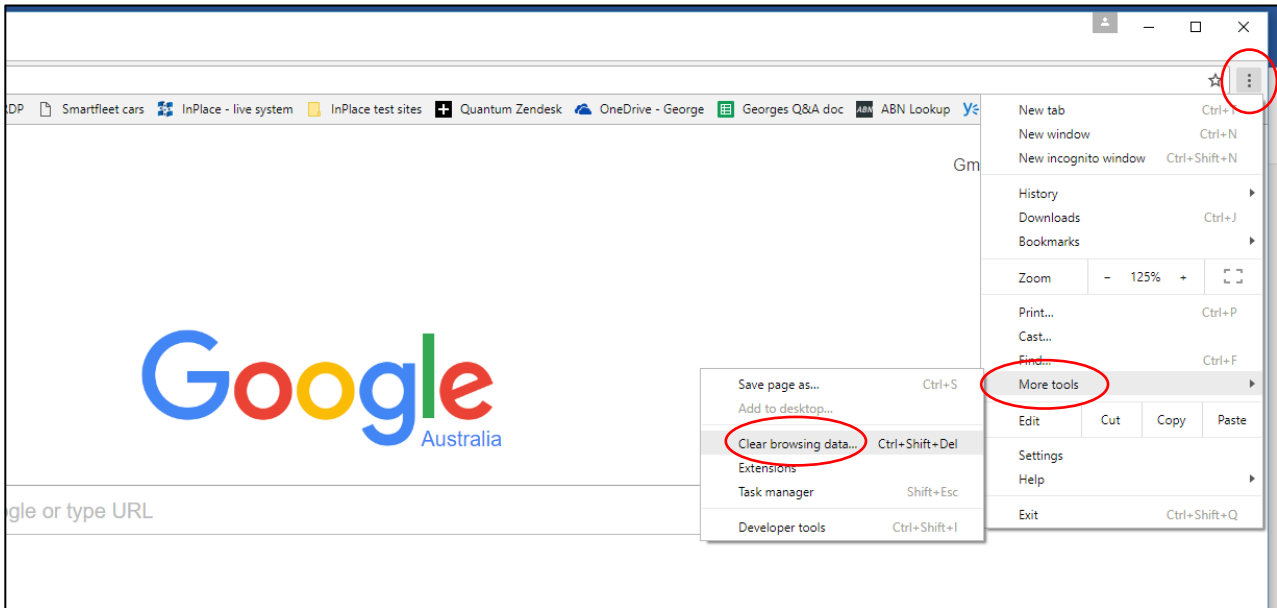 DP Smartfleet cars InPlace - live system InPlace test sites Quantum Zendesk OneDrive - George Georges Q&A doc ABN ABN Lookup
Gm
New tab Ctrl+T
New window Ctrl+N
New incognito window Ctrl+Shift+N
History
Downloads Ctrl+J
Bookmarks
Zoom - 125% +
Print... Ctrl+P
Cast...
Find... Ctrl+F
More tools
Edit Cut Copy Paste
Settings
Help
Exit Ctrl+Shift+Q
Save page as... Ctrl+S
Add to desktop...
Clear browsing data... Ctrl+Shift+Del
Extensions
Task manager Shift+Esc
Developer tools Ctrl+Shift+I
Google
Australia
gle or type URL